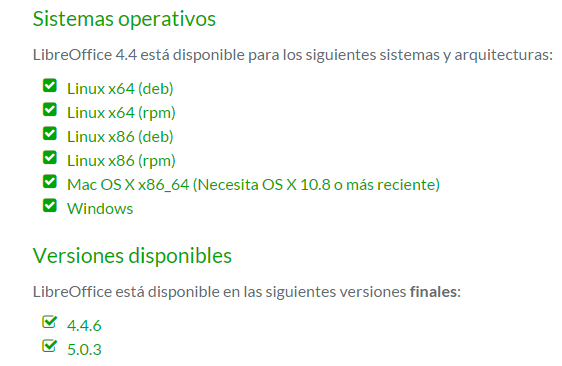 Sistemas operativos
LibreOffice 4.4 está disponible para los siguientes sistemas y arquitecturas:
Linux x64 (deb)
Linux x64 (rpm)
Linux x86 (deb)
Linux x86 (rpm)
Mac OS X x86_64 (Necesita OS X 10.8 o más reciente)
Windows
Versiones disponibles
LibreOffice está disponible en las siguientes versiones finales:
4.4.6
5.0.3